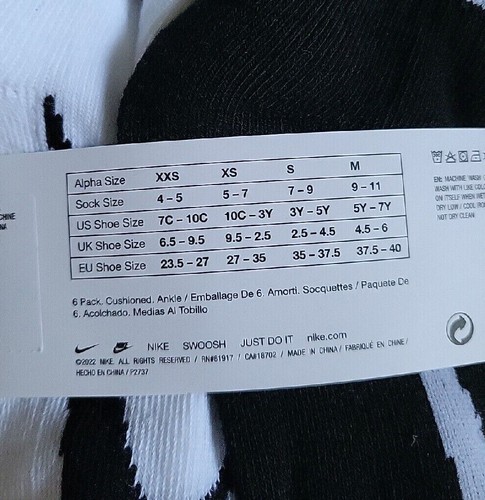 Alpha Size XXS XS S M
Sock Size 4 - 5 5 - 7 7 - 9 9 - 11
US Shoe Size 7C - 10C 10C - 3Y 3Y - 5Y 5Y - 7Y
UK Shoe Size 6.5 - 9.5 9.5 - 2.5 2.5 - 4.5 4.5 - 6
EU Shoe Size 23.5 - 27 27 - 35 35 - 37.5 37.5 - 40
6 Pack. Cushioned. Ankle / Emballage De 6. Amorti. Socquettes / Paquete De
6. Acolchado. Medias Al Tobillo
NIKE SWOOSH JUST DO IT nike.com
©2022 NIKE. ALL RIGHTS RESERVED / RN#61917 / CA#18702 / MADE IN CHINA / FABRIQUÉ EN CHINE /
HECHO EN CHINA / P2737
EN: MACHINE WASH
WASH WITH LIKE
ON ITSELF WHEN
DRY LOW / COOL
NOT DRY CLEAN